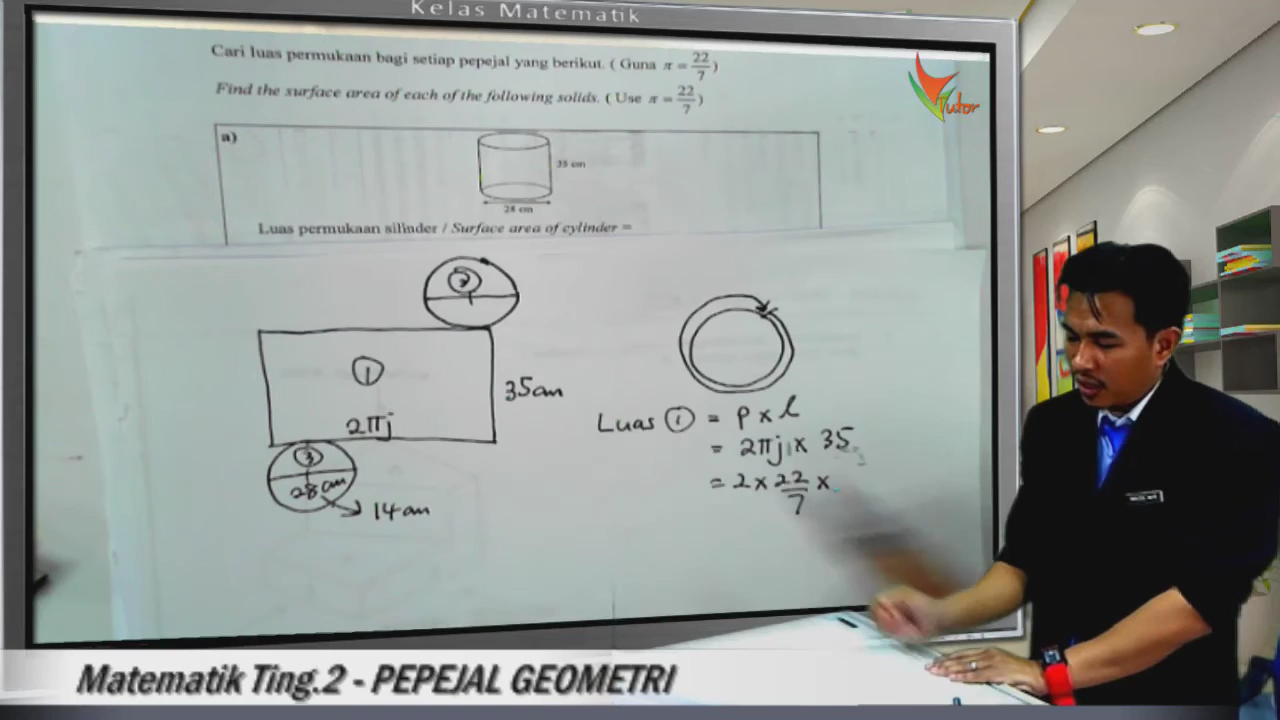 Kelas Matematik
Cari luas permukaan bagi setiap pepejal yang berikut. ( Guna π = 22/7 )
Find the surface area of each of the following solids. ( Use π = 22/7 )
Tutor
a)
35 cm
28 cm
Luas permukaan silinder / Surface area of cylinder =
2
1
2πj
35cm
3
28cm
14cm
Luas ① = p x l
= 2πj x 35
= 2 x 22/7 x
Matematik Ting.2 - PEPEJAL GEOMETRI